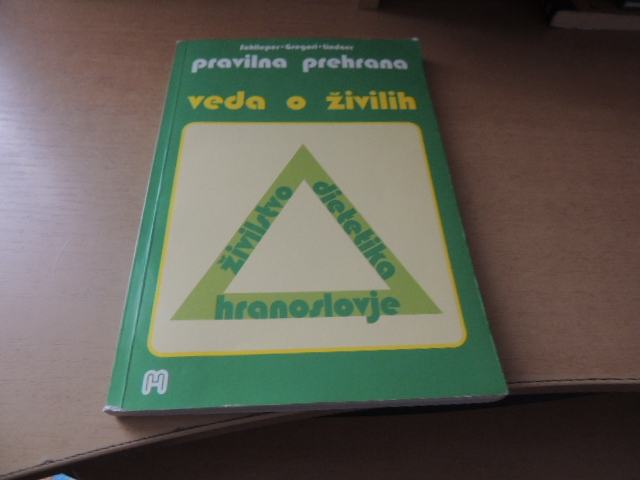 Schlieper • Gregori • Lindner
pravilna prehrana
veda o živilih
živilstvo
dietetika
hranoslovje